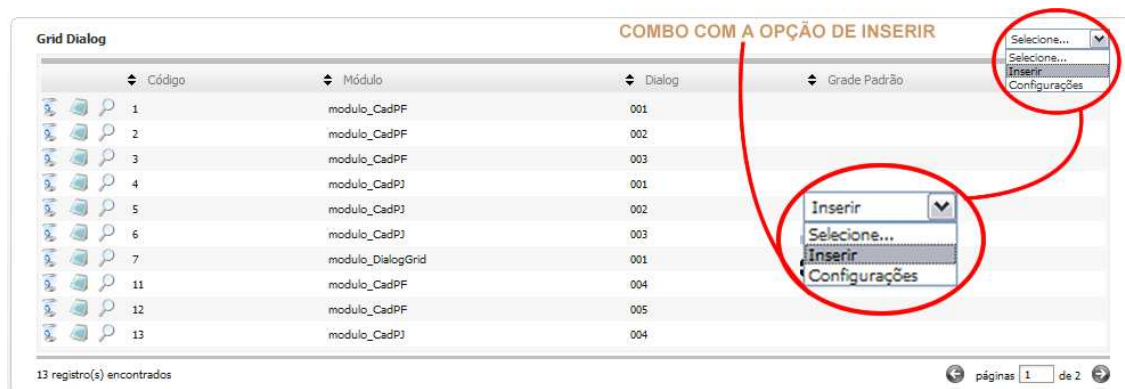 COMBO COM A OPÇÃO DE INSERIR
Grid Dialog
Selecione...
Selecione...
Inserir
Configurações
Código Módulo Dialog Grade Padrão
1 modulo_CadPF 001
2 modulo_CadPF 002
3 modulo_CadPF 003
4 modulo_CadPJ 001
5 modulo_CadPJ 002
6 modulo_CadPJ 003
7 modulo_DialogGrid 001
11 modulo_CadPF 004
12 modulo_CadPF 005
13 modulo_CadPJ 004
Inserir
Selecione...
Inserir
Configurações
13 registro(s) encontrados
páginas 1 de 2